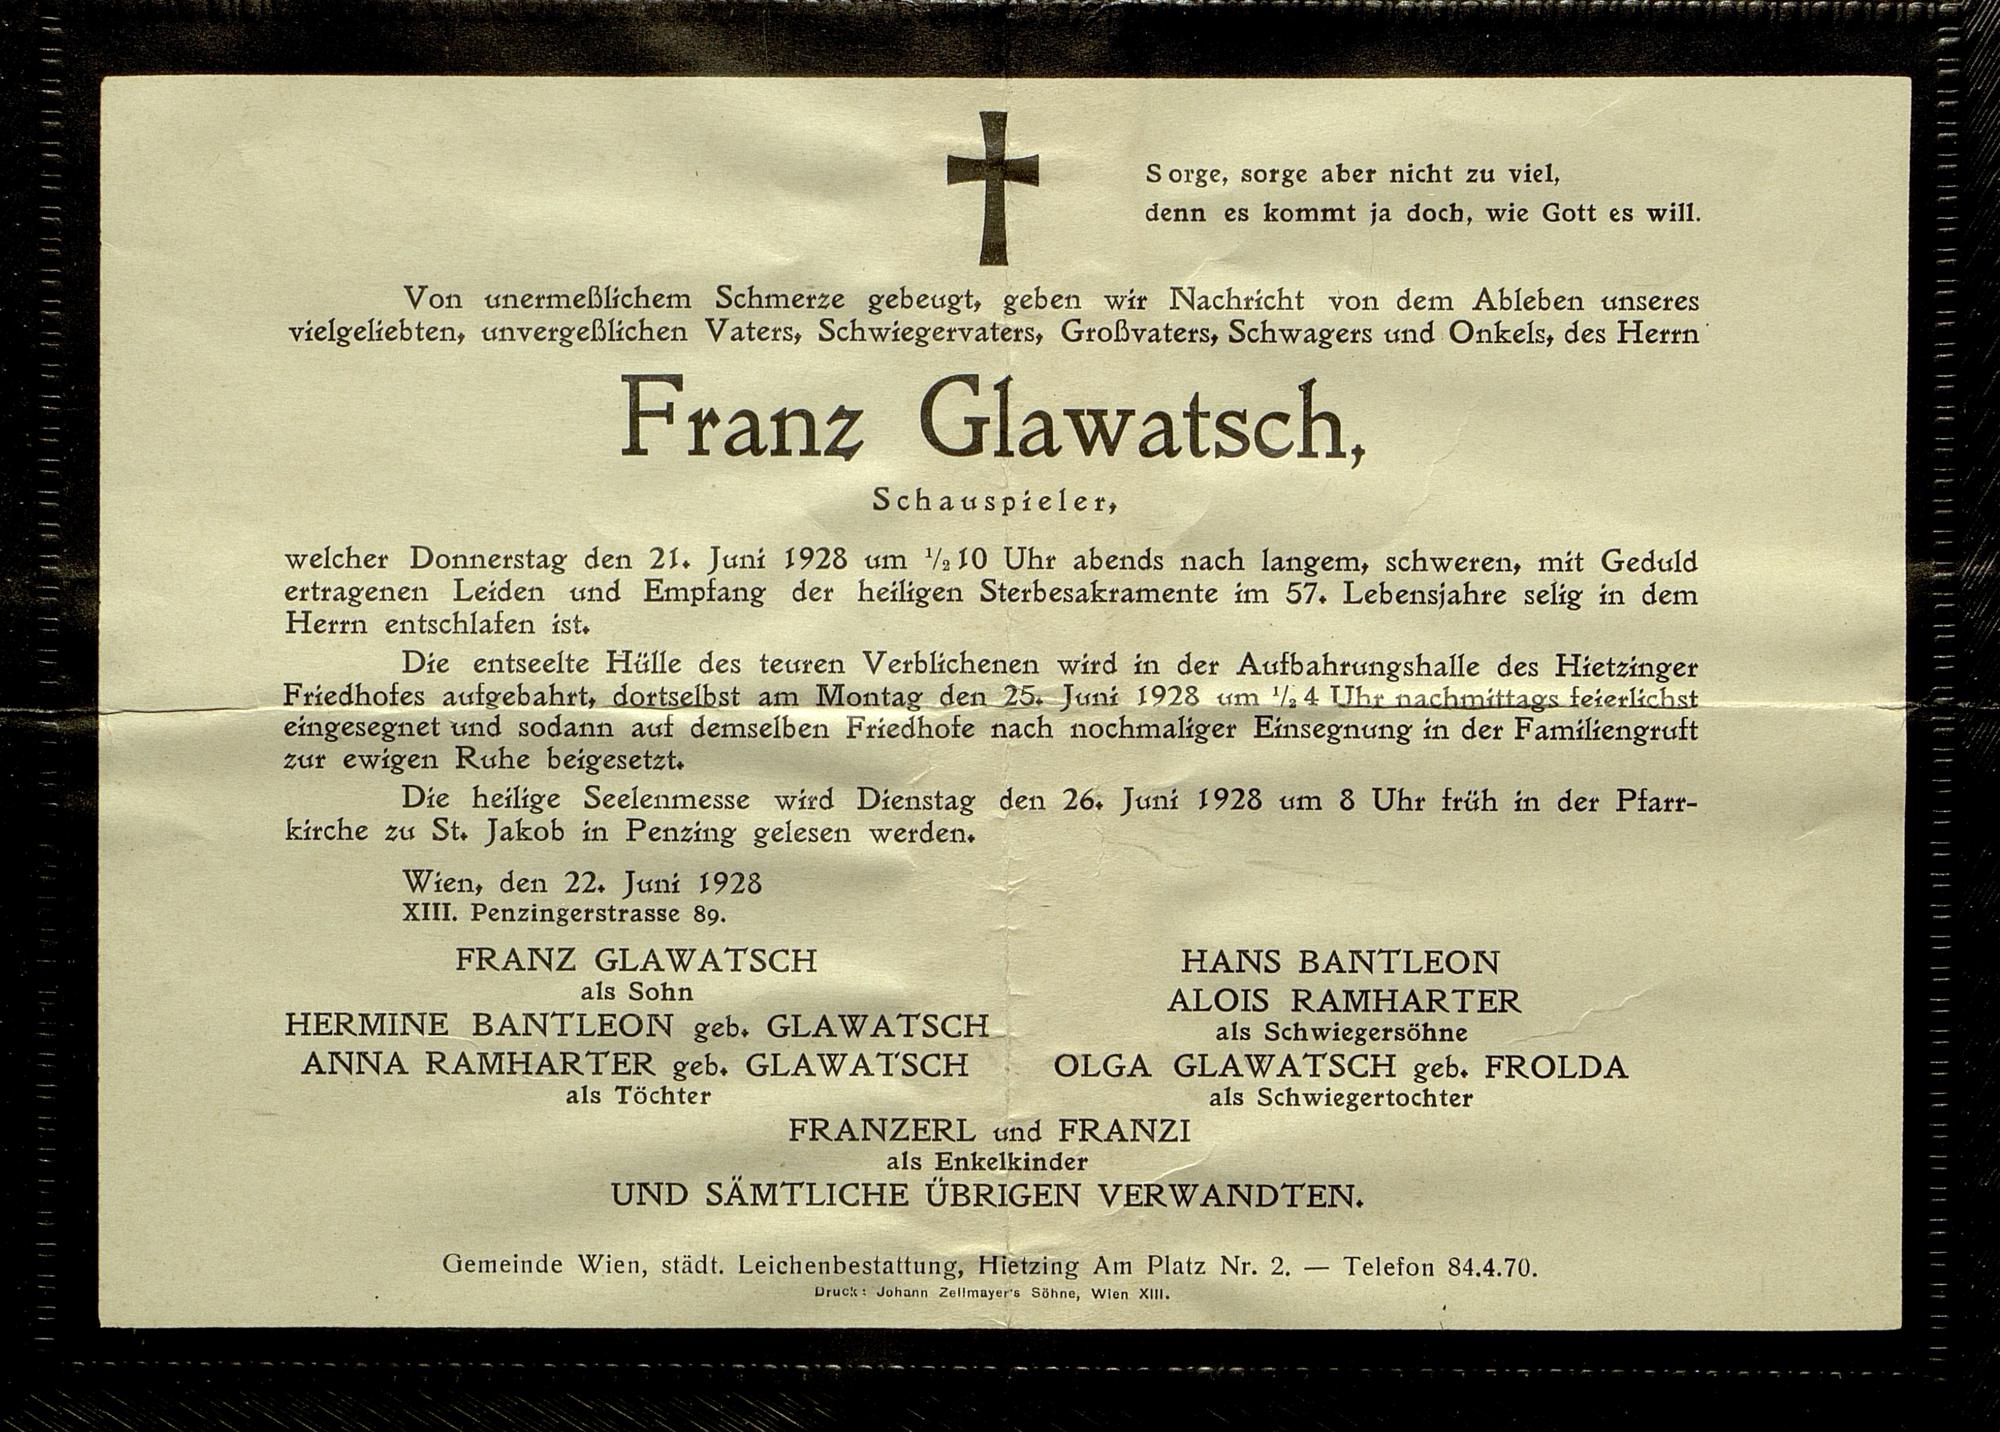 Sorge, sorge aber nicht zu viel,
denn es kommt ja doch, wie Gott es will.
Von unermeßlichem Schmerze gebeugt, geben wir Nachricht von dem Ableben unseres
vielgeliebten, unvergeßlichen Vaters, Schwiegervaters, Großvaters, Schwagers und Onkels, des Herrn
Franz Glawatsch,
Schauspieler,
welcher Donnerstag den 21. Juni 1928 um ½10 Uhr abends nach langem, schweren, mit Geduld
ertragenen Leiden und Empfang der heiligen Sterbesakramente im 57. Lebensjahre selig in dem
Herrn entschlafen ist.
Die entseelte Hülle des teuren Verblichenen wird in der Aufbahrungshalle des Hietzinger
Friedhofes aufgebahrt, dortselbst am Montag den 25. Juni 1928 um ½4 Uhr nachmittags feierlichst
eingesegnet und sodann auf demselben Friedhofe nach nochmaliger Einsegnung in der Familiengruft
zur ewigen Ruhe beigesetzt.
Die heilige Seelenmesse wird Dienstag den 26. Juni 1928 um 8 Uhr früh in der Pfarr-
kirche zu St. Jakob in Penzing gelesen werden.
Wien, den 22. Juni 1928
XIII. Penzingerstrasse 89.
FRANZ GLAWATSCH
als Sohn
HERMINE BANTLEON geb. GLAWATSCH
ANNA RAMHARTER geb. GLAWATSCH
als Töchter
HANS BANTLEON
ALOIS RAMHARTER
als Schwiegersöhne
OLGA GLAWATSCH geb. FROLDA
als Schwiegertochter
FRANZERL und FRANZI
als Enkelkinder
UND SÄMTLICHE ÜBRIGEN VERWANDTEN.
Gemeinde Wien, städt. Leichenbestattung, Hietzing Am Platz Nr. 2. — Telefon 84.4.70.
Druck: Johann Zellmayer's Söhne, Wien XIII.